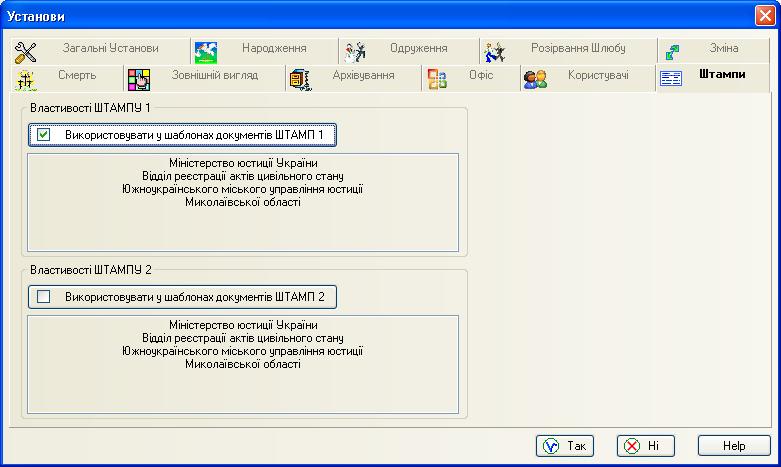 Установи
Загальні Установи
Народження
Одруження
Розірвання Шлюбу
Зміна
Смерть
Зовнішній вигляд
Архівування
Офіс
Користувачі
Штампи
Властивості ШТАМПУ 1
Використовувати у шаблонах документів ШТАМП 1
Міністерство юстиції України
Відділ реєстрації актів цивільного стану
Южноукраїнського міського управління юстиції
Миколаївської області
Властивості ШТАМПУ 2
Використовувати у шаблонах документів ШТАМП 2
Міністерство юстиції України
Відділ реєстрації актів цивільного стану
Южноукраїнського міського управління юстиції
Миколаївської області
Так
Ні
Help